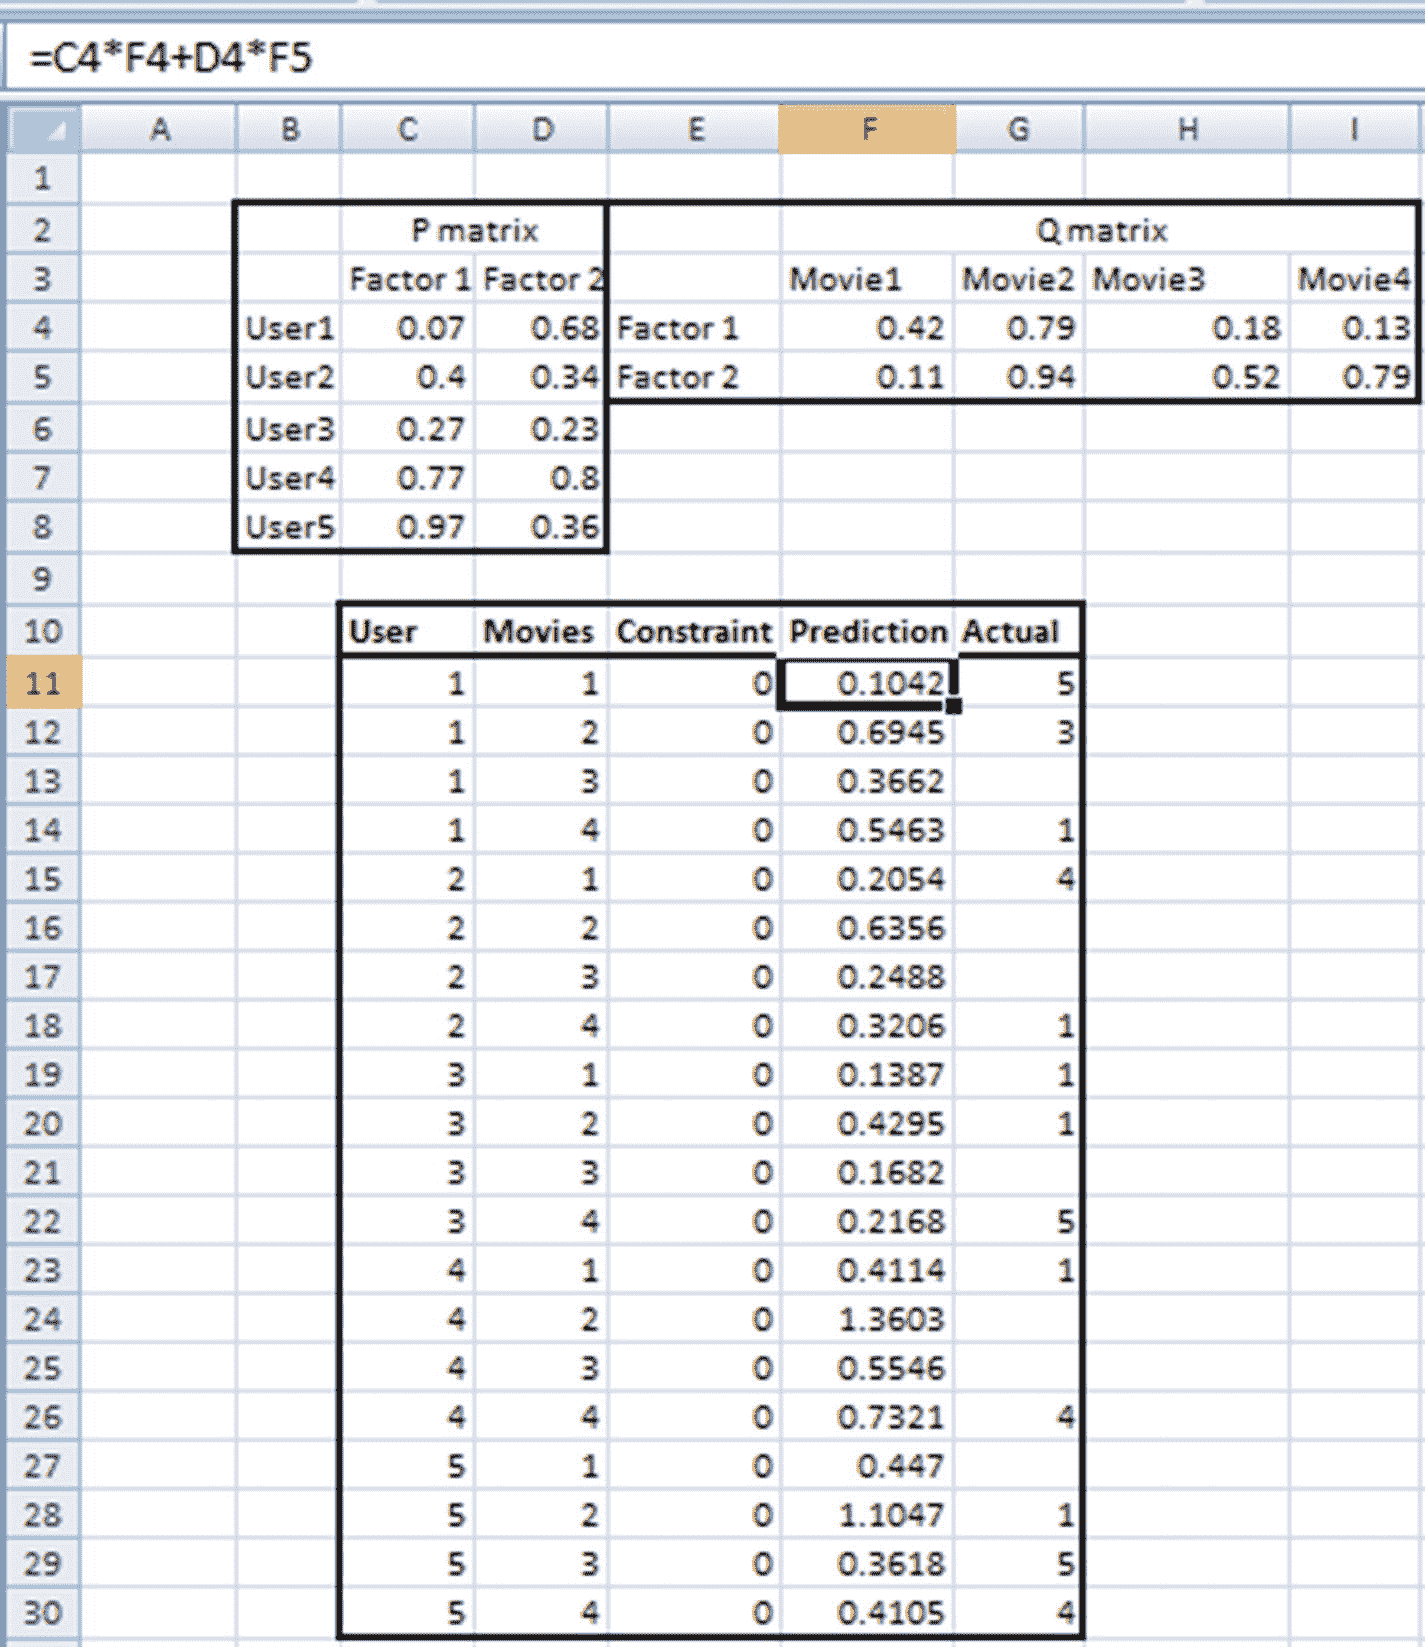 =C4*F4+D4*F5
A B C D E F G H I
1
2 P matrix Q matrix
3 Factor 1 Factor 2 Movie1 Movie2 Movie3 Movie4
4 User1 0.07 0.68 Factor 1 0.42 0.79 0.18 0.13
5 User2 0.4 0.34 Factor 2 0.11 0.94 0.52 0.79
6 User3 0.27 0.23
7 User4 0.77 0.8
8 User5 0.97 0.36
9
10 User Movies Constraint Prediction Actual
11 1 1 0 0.1042 5
12 1 2 0 0.6945 3
13 1 3 0 0.3662
14 1 4 0 0.5463 1
15 2 1 0 0.2054 4
16 2 2 0 0.6356
17 2 3 0 0.2488
18 2 4 0 0.3206 1
19 3 1 0 0.1387 1
20 3 2 0 0.4295 1
21 3 3 0 0.1682
22 3 4 0 0.2168 5
23 4 1 0 0.4114 1
24 4 2 0 1.3603
25 4 3 0 0.5546
26 4 4 0 0.7321 4
27 5 1 0 0.447
28 5 2 0 1.1047 1
29 5 3 0 0.3618 5
30 5 4 0 0.4105 4